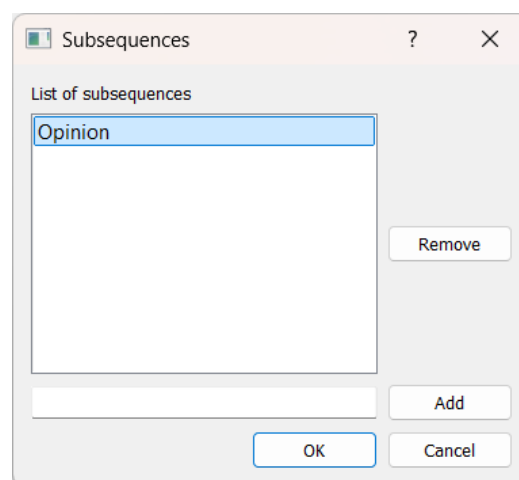 Subsequences ?
List of subsequences
Opinion
Remove
Add
OK Cancel